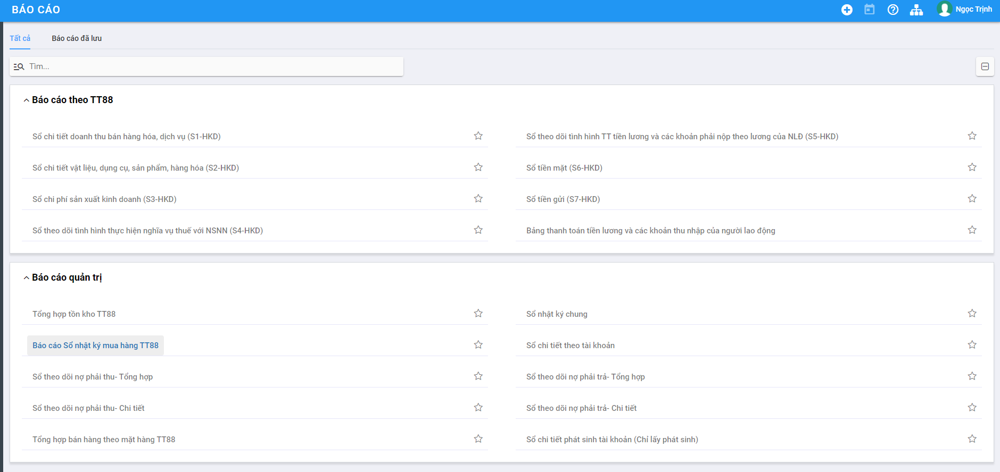 BÁO CÁO
Ngọc Trịnh
Tất cả
Báo cáo đã lưu
Tìm...
Báo cáo theo TT88
Sổ chi tiết doanh thu bán hàng hóa, dịch vụ (S1-HKD)
Sổ theo dõi tình hình TT tiền lương và các khoản phải nộp theo lương của NLĐ (S5-HKD)
Sổ chi tiết vật liệu, dụng cụ, sản phẩm, hàng hóa (S2-HKD)
Sổ tiền mặt (S6-HKD)
Sổ chi phí sản xuất kinh doanh (S3-HKD)
Sổ tiền gửi (S7-HKD)
Sổ theo dõi tình hình thực hiện nghĩa vụ thuế với NSNN (S4-HKD)
Bảng thanh toán tiền lương và các khoản thu nhập của người lao động
Báo cáo quản trị
Tổng hợp tồn kho TT88
Sổ nhật ký chung
Báo cáo Sổ nhật ký mua hàng TT88
Sổ chi tiết theo tài khoản
Sổ theo dõi nợ phải thu- Tổng hợp
Sổ theo dõi nợ phải trả- Tổng hợp
Sổ theo dõi nợ phải thu- Chi tiết
Sổ theo dõi nợ phải trả- Chi tiết
Tổng hợp bán hàng theo mặt hàng TT88
Sổ chi tiết phát sinh tài khoản (Chỉ lấy phát sinh)